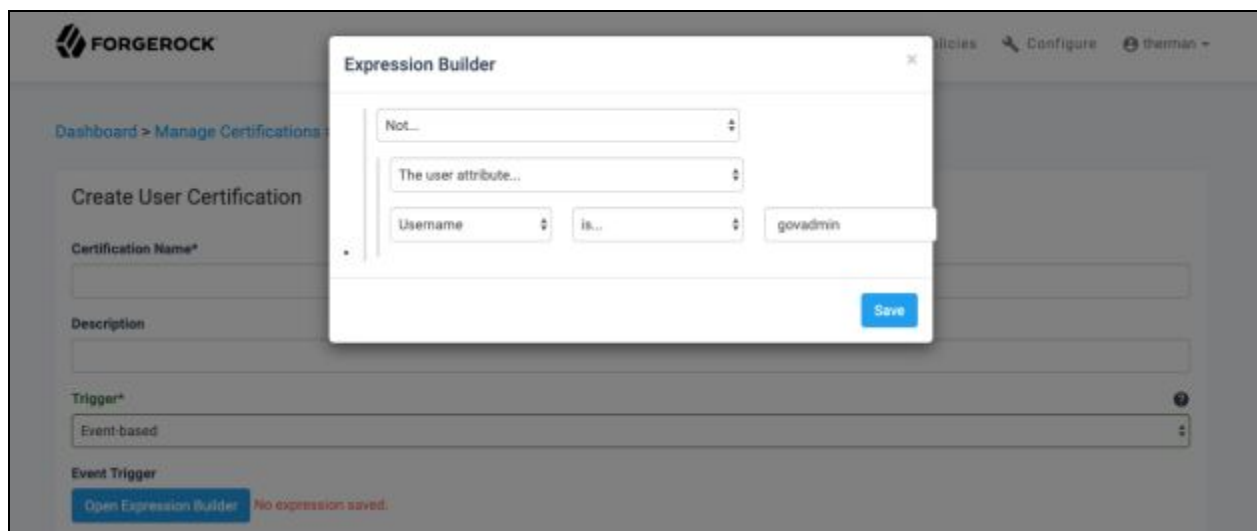 FORGEROCK
Configure
therman
Expression Builder
×
Dashboard > Manage Certifications >
Not...
The user attribute...
Username
is...
govadmin
Save
Create User Certification
Certification Name*
Description
Trigger*
Event-based
Event Trigger
Open Expression Builder
No expression saved.